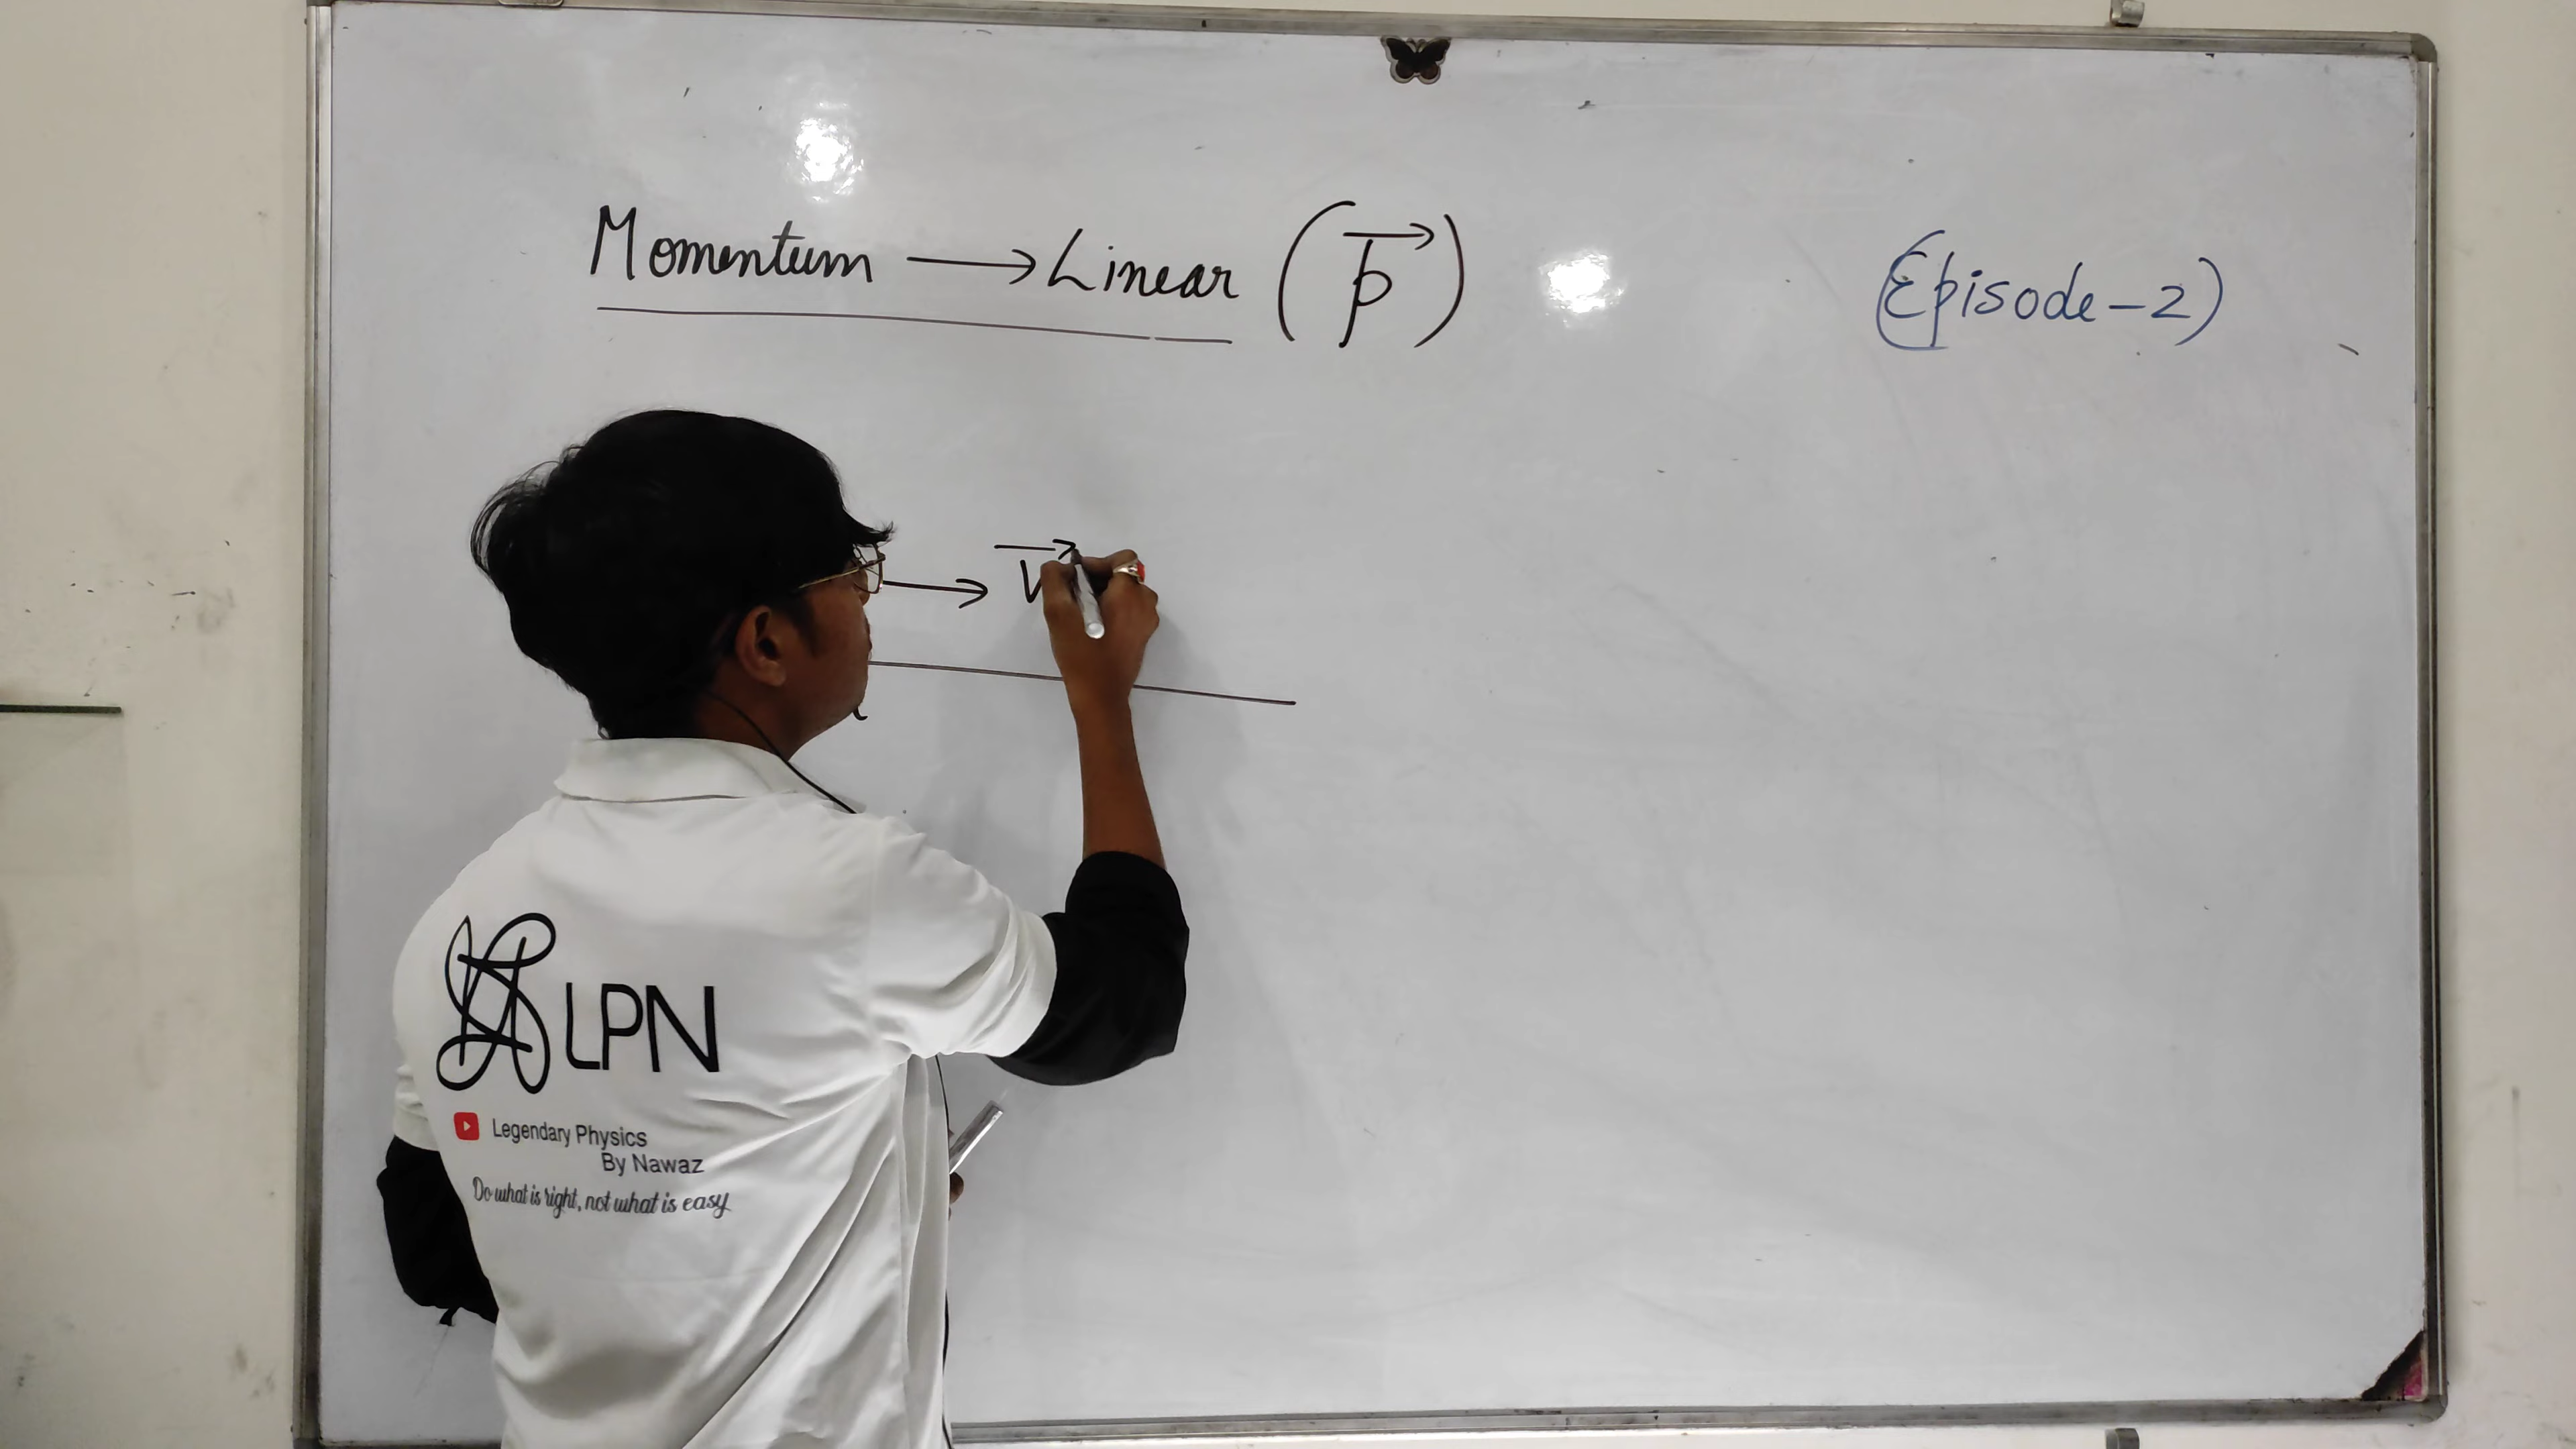 Momentum → Linear (p⃗)
(Episode-2)
→ v⃗
LPN
Legendary Physics
By Nawaz
Do what is right, not what is easy